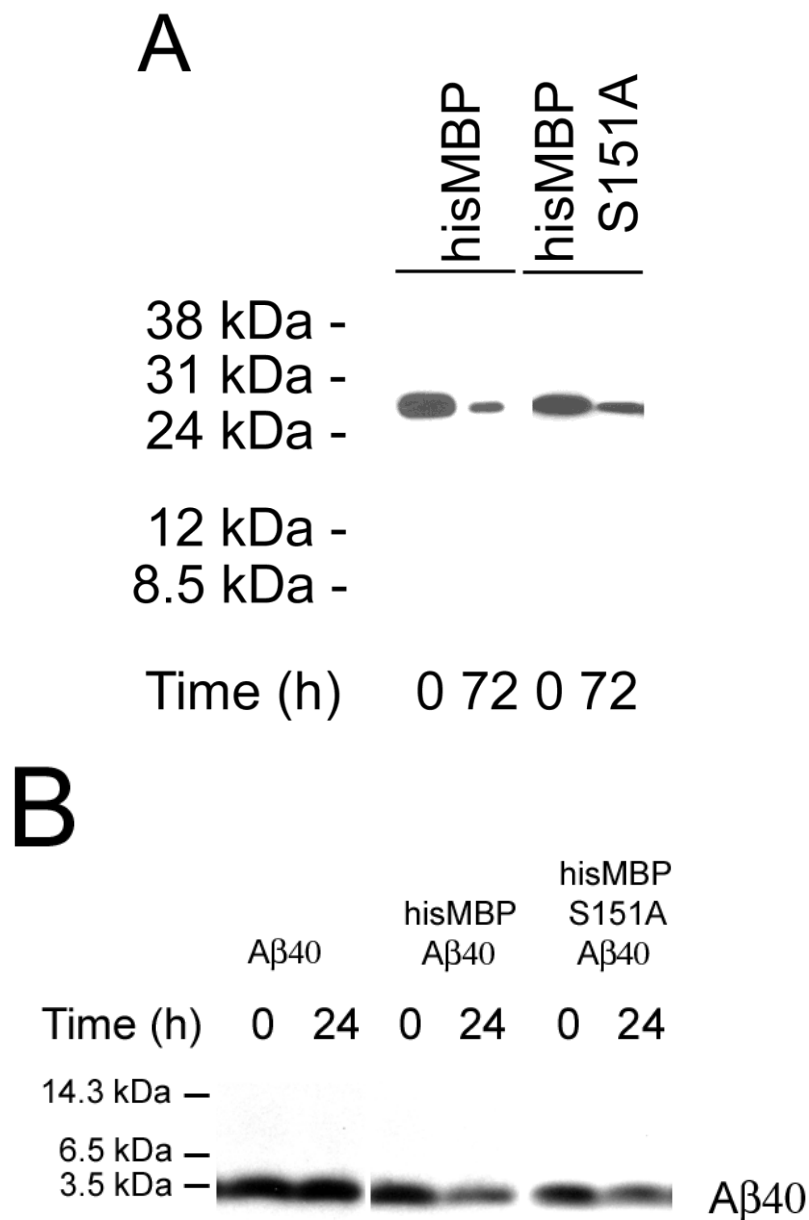 A
hisMBP
hisMBP
S151A
38 kDa -
31 kDa -
24 kDa -
12 kDa -
8.5 kDa -
Time (h) 0 72 0 72
B
hisMBP
hisMBP S151A
Aβ40 Aβ40 Aβ40
Time (h) 0 24 0 24 0 24
14.3 kDa –
6.5 kDa –
3.5 kDa –
Aβ40